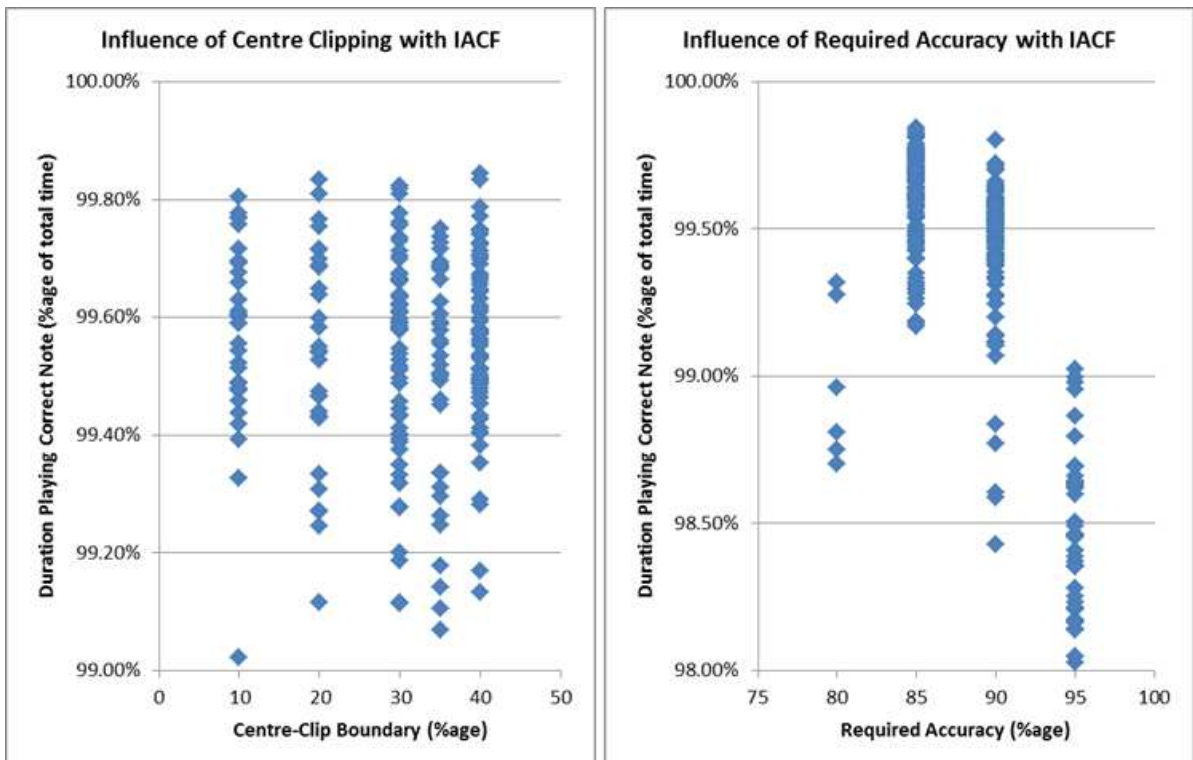 Influence of Centre Clipping with IACF
Duration Playing Correct Note (%age of total time)
100.00%
99.80%
99.60%
99.40%
99.20%
99.00%
0 10 20 30 40 50
Centre-Clip Boundary (%age)
Influence of Required Accuracy with IACF
Duration Playing Correct Note (%age of total time)
100.00%
99.50%
99.00%
98.50%
98.00%
75 80 85 90 95 100
Required Accuracy (%age)